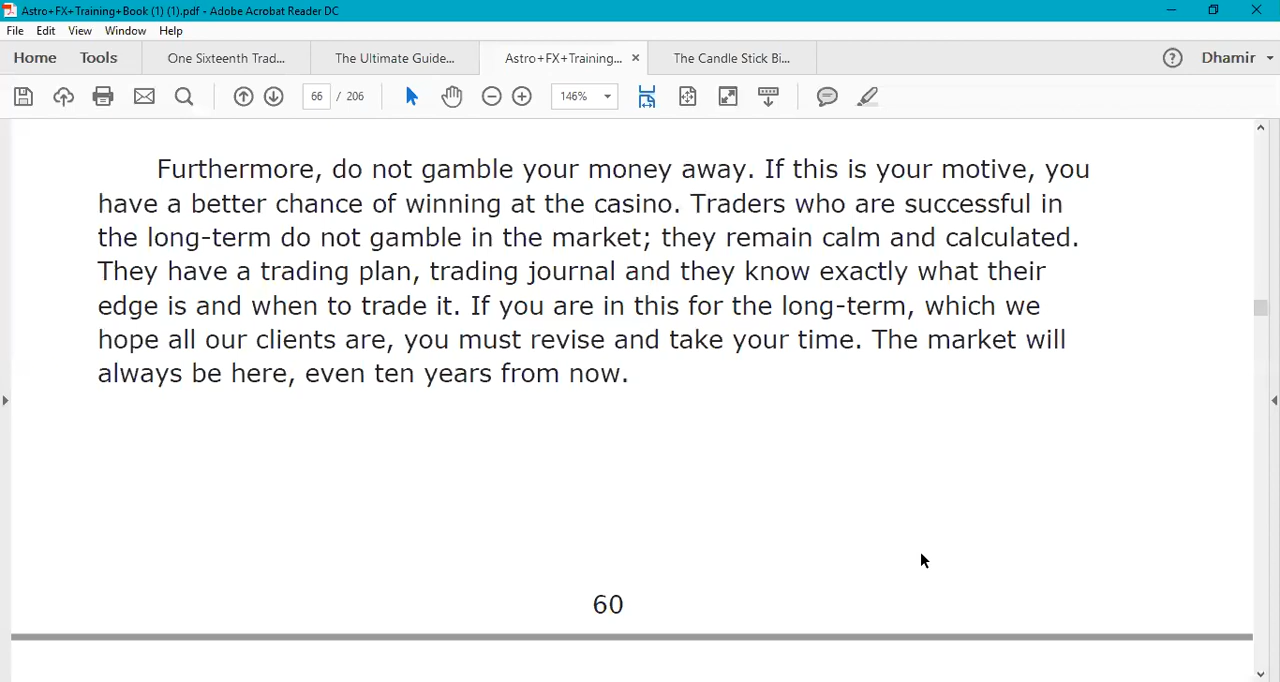 Astro+FX+Training+Book (1) (1).pdf - Adobe Acrobat Reader DC
File Edit View Window Help
Home Tools One Sixteenth Trad... The Ultimate Guide... Astro+FX+Training... The Candle Stick Bi... Dhamir
66 / 206 146%
Furthermore, do not gamble your money away. If this is your motive, you
have a better chance of winning at the casino. Traders who are successful in
the long-term do not gamble in the market; they remain calm and calculated.
They have a trading plan, trading journal and they know exactly what their
edge is and when to trade it. If you are in this for the long-term, which we
hope all our clients are, you must revise and take your time. The market will
always be here, even ten years from now.
60